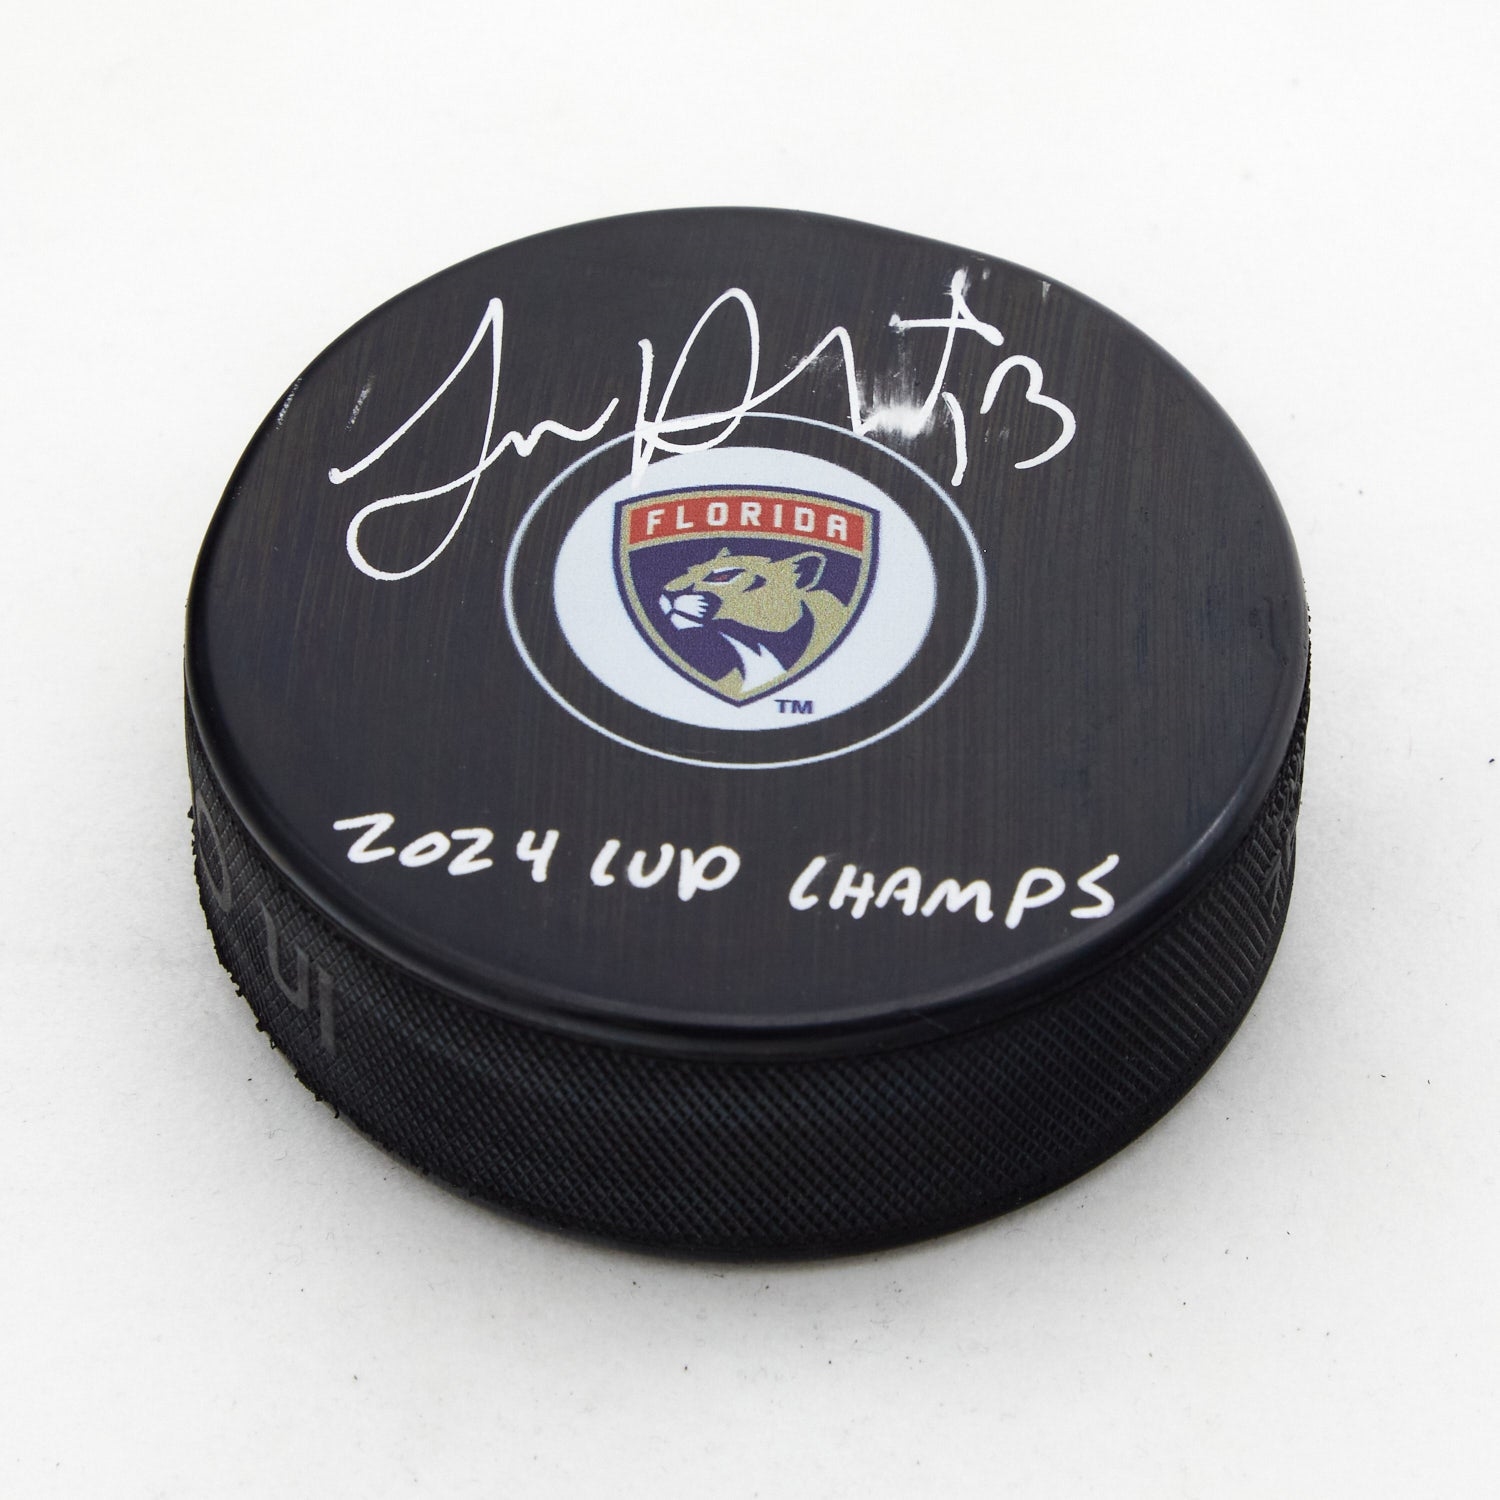 13
FLORIDA
TM
2024 CUP CHAMPS